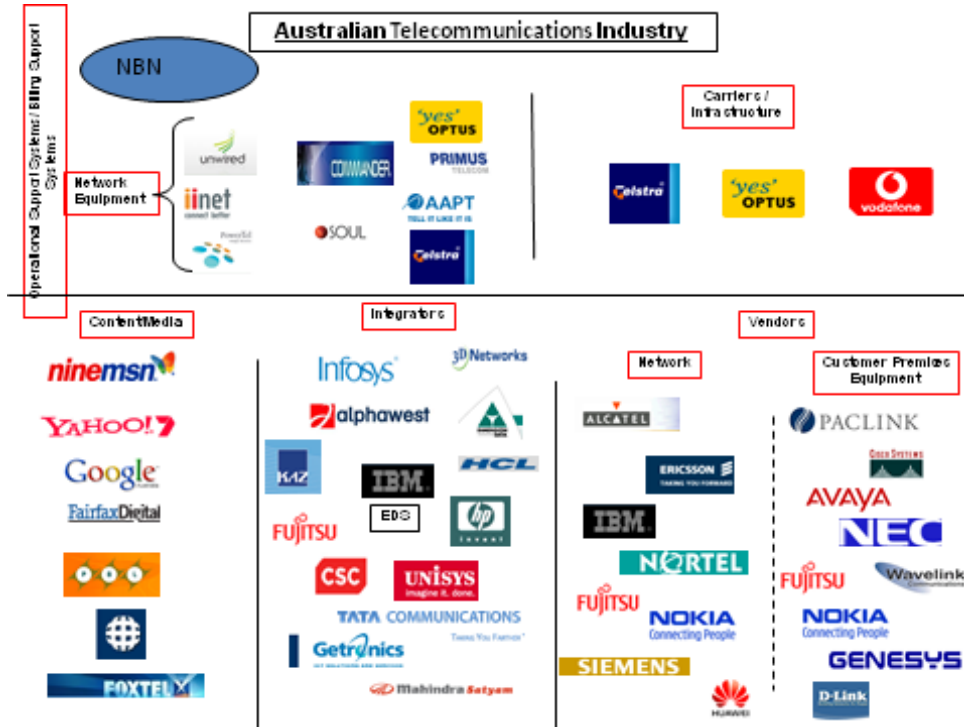 Australian Telecommunications Industry
Operational Support Systems / Billing Support
Systems
NBN
Network
Equipment
unwired
iinet
connect better
PowerTel
COMMANDER
SOUL
'yes'
OPTUS
PRIMUS
TELECOM
AAPT
TELL IT LIKE IT IS
Telstra
Carriers /
Infrastructure
Telstra
'yes'
OPTUS
vodafone
Content/Media
ninemsn
YAHOO!7
Google
FairfaxDigital
FOXTEL
Integrators
Infosys
3D Networks
alphawest
KAZ
IBM
HCL
EDS
FUJITSU
hp
invent
CSC
UNISYS
imagine it. done.
TATA COMMUNICATIONS
Getronics
Mahindra Satyam
Vendors
Network
ALCATEL
ERICSSON
TAKING YOU FORWARD
IBM
NORTEL
FUJITSU
NOKIA
Connecting People
SIEMENS
HUAWEI
Customer Premises
Equipment
PACLINK
CISCO SYSTEMS
AVAYA
NEC
FUJITSU
Wavelink
Communications
NOKIA
Connecting People
GENESYS
D-Link